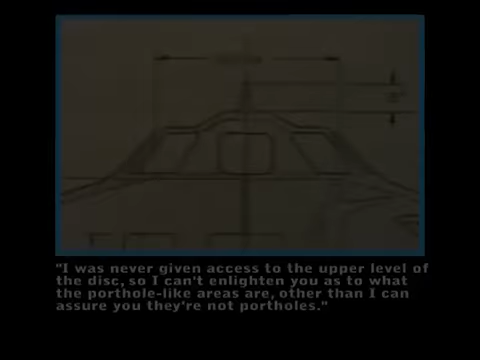 "I was never given access to the upper level of
the disc, so I can't enlighten you as to what
the porthole-like areas are, other than I can
assure you they're not portholes."